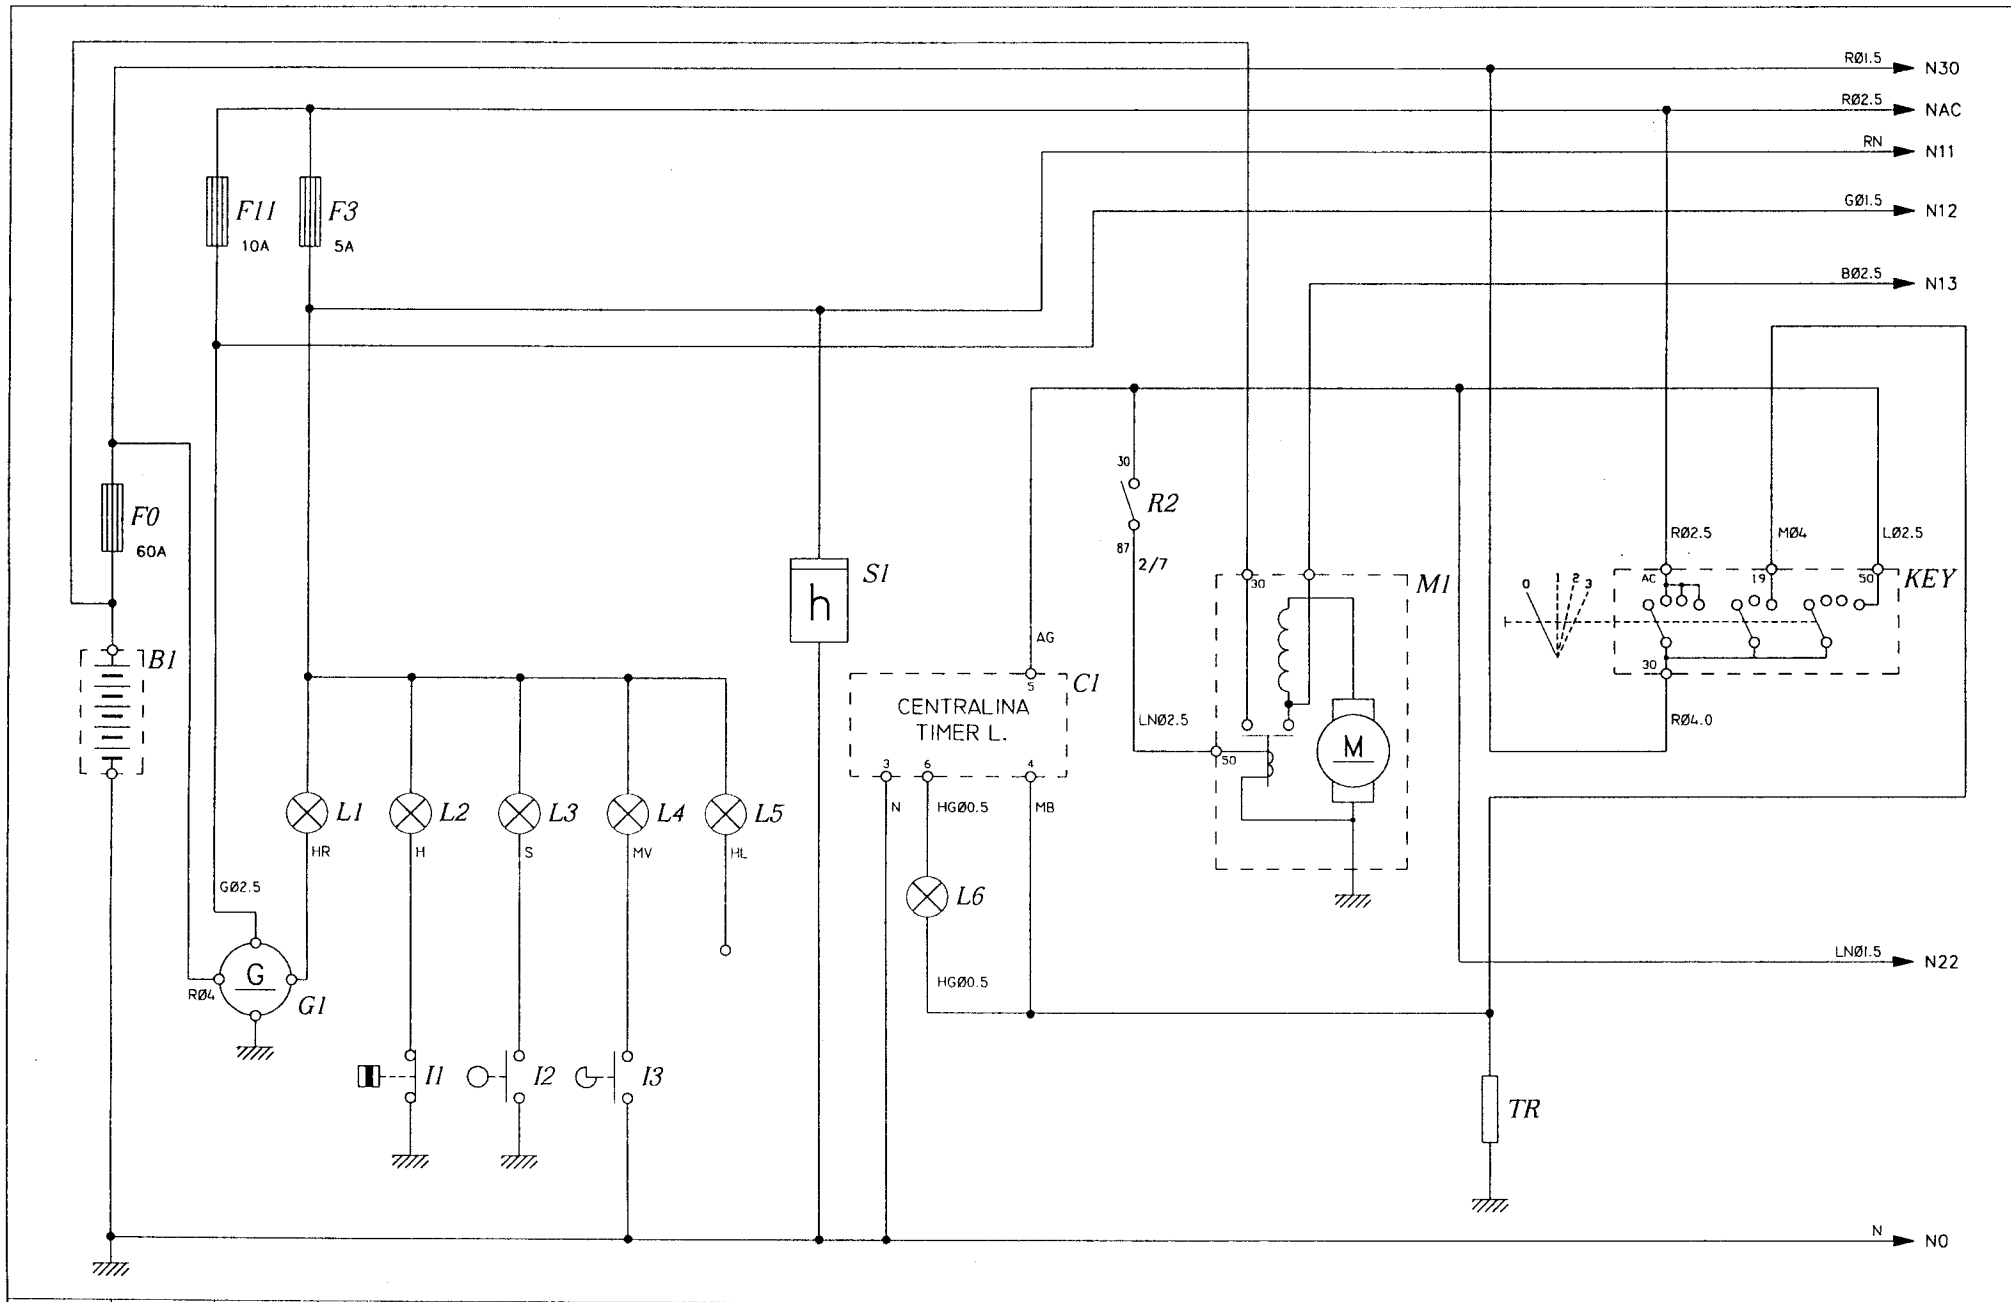 RØ1.5 N30
RØ2.5 NAC
RN N11
F11 F3
GØ1.5 N12
10A 5A
BØ2.5 N13
30
R2
F0
60A
87
2/7
RØ2.5 MØ4 LØ2.5
S1
h
30
M1
AC 19 50 KEY
0 1 2 3
AG
B1
30
5 C1
CENTRALINA
TIMER L.
LNØ2.5
RØ4.0
M
50
3 6 4
L1 L2 L3 L4 L5
N HGØ0.5 MB
HR H S MV HL
GØ2.5
L6
LNØ1.5 N22
G
RØ4
G1
HGØ0.5
I1 I2 I3
TR
N N0